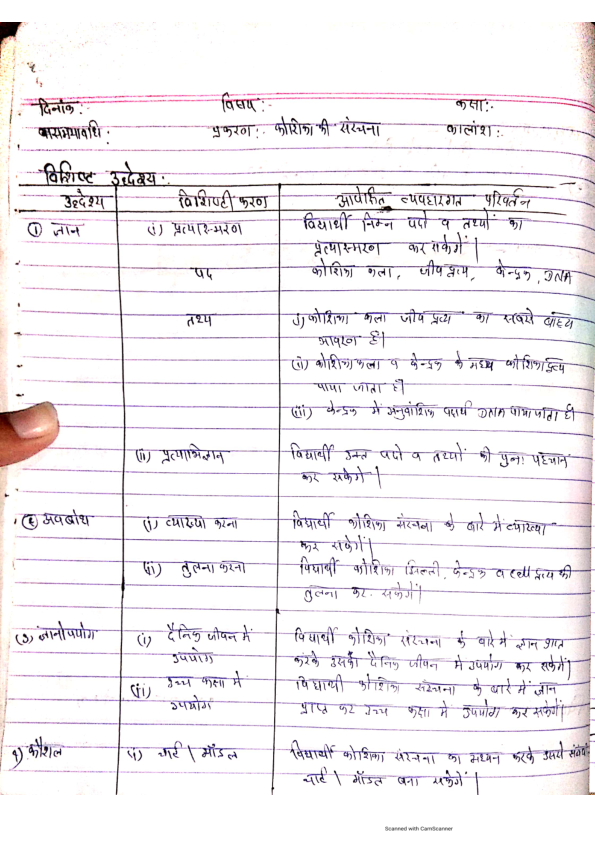 दिनांक :-  विषय :-  कक्षा :-
प्रकरण :- कोशिका की संरचना  कालांश :-
विशिष्ट उद्देश्य :-
उद्देश्य  विशिष्टीकरण  आपेक्षित व्यवहारगत परिवर्तन
① ज्ञान  (i) प्रत्यास्मरण  विद्यार्थी निम्न पदो व तथ्यों का
प्रत्यास्मरण कर सकेगें |
पद  कोशिका कला, जीव द्रव्य, केन्द्रक, DNA
तथ्य  i) कोशिका कला जीव द्रव्य का सबसे बाह्य
आवरण है |
(ii) कोशिका कला व केन्द्रक के मध्य कोशिका द्रव्य
पाया जाता है |
(iii) केन्द्रक में अनुवांशिक पदार्थ DNA पाया जाता है |
(ii) प्रत्याभिज्ञान  विद्यार्थी उक्त पदो व तथ्यों की पुनः पहचान
कर सकेगे |
अवबोध  (i) व्याख्या करना  विद्यार्थी कोशिका संरचना के बारे में व्याख्या
कर सकेगें |
(ii) तुलना करना  विद्यार्थी कोशिका झिल्ली, केन्द्रक व cell द्रव्य की
तुलना कर सकेगें |
(3) ज्ञानोपयोग  (i) दैनिक जीवन में  विद्यार्थी कोशिका संरचना के बारे में ज्ञान प्राप्त
उपयोग  करके उसका दैनिक जीवन में उपयोग कर सकेगें |
(ii) उच्च कक्षा में  विद्यार्थी कोशिका संरचना के बारे में ज्ञान
उपयोग  प्राप्त कर उच्च कक्षा में उपयोग कर सकेगें |
4) कौशल  (i) चार्ट / मॉडल  विद्यार्थी कोशिका संरचना का अध्ययन करके उससे
चार्ट \ मॉडल बना सकेगें |
Scanned with CamScanner